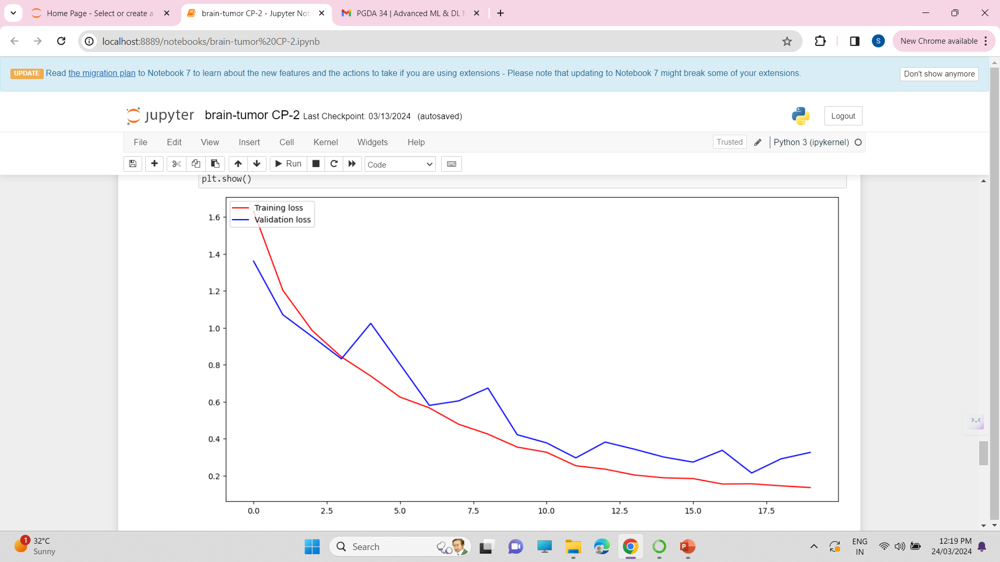 Home Page - Select or create a
brain-tumor CP-2 - Jupyter Not
PGDA 34 | Advanced ML & DL M
localhost:8889/notebooks/brain-tumor%20CP-2.ipynb
S
New Chrome available
UPDATE Read the migration plan to Notebook 7 to learn about the new features and the actions to take if you are using extensions - Please note that updating to Notebook 7 might break some of your extensions.
Don't show anymore
jupyter brain-tumor CP-2 Last Checkpoint: 03/13/2024 (autosaved)
Logout
File Edit View Insert Cell Kernel Widgets Help
Trusted
Python 3 (ipykernel)
Run
Code
plt.show()
Training loss
Validation loss
1.6
1.4
1.2
1.0
0.8
0.6
0.4
0.2
0.0 2.5 5.0 7.5 10.0 12.5 15.0 17.5
1
32°C
Sunny
Search
P
ENG
IN
12:19 PM
24/03/2024